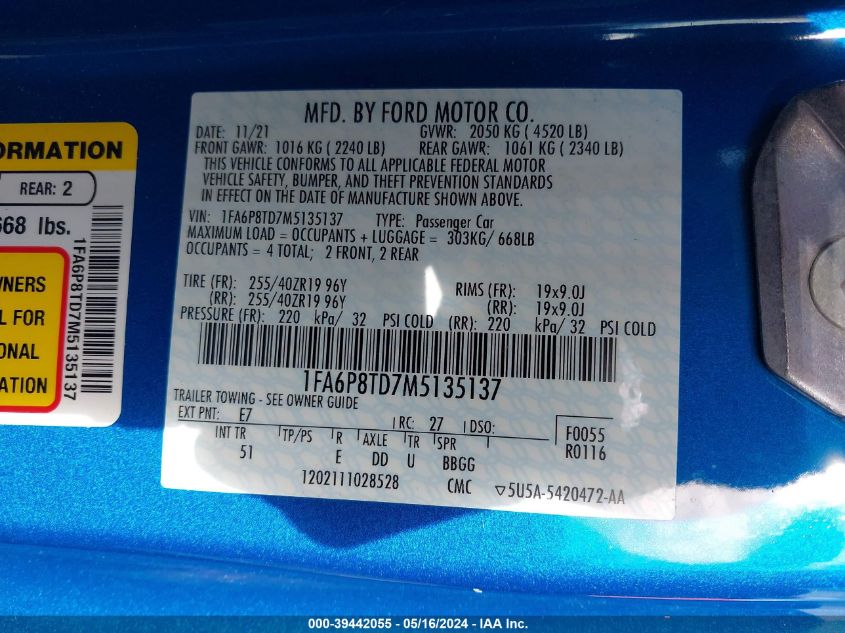 MFD. BY FORD MOTOR CO.
DATE: 11/21 GVWR: 2050 KG ( 4520 LB)
FRONT GAWR: 1016 KG ( 2240 LB) REAR GAWR: 1061 KG ( 2340 LB)
THIS VEHICLE CONFORMS TO ALL APPLICABLE FEDERAL MOTOR
VEHICLE SAFETY, BUMPER, AND THEFT PREVENTION STANDARDS
IN EFFECT ON THE DATE OF MANUFACTURE SHOWN ABOVE.
VIN: 1FA6P8TD7M5135137 TYPE: Passenger Car
MAXIMUM LOAD = OCCUPANTS + LUGGAGE = 303KG/ 668LB
OCCUPANTS = 4 TOTAL; 2 FRONT, 2 REAR
TIRE (FR): 255/40ZR19 96Y RIMS (FR): 19x9.0J
(RR): 255/40ZR19 96Y (RR): 19x9.0J
PRESSURE (FR): 220 kPa/ 32 PSI COLD (RR): 220 kPa/ 32 PSI COLD
1FA6P8TD7M5135137
TRAILER TOWING - SEE OWNER GUIDE
EXT PNT: E7 RC: 27 DSO: F0055
INT TR TP/PS R AXLE TR SPR R0116
51 E DD U BBGG
1202111028528 CMC ▽5U5A-5420472-AA
ORMATION
REAR: 2
668 lbs.
WNERS
L FOR
ONAL
N
1FA6P8TD7M5135137
000-39442055 - 05/16/2024 - IAA Inc.